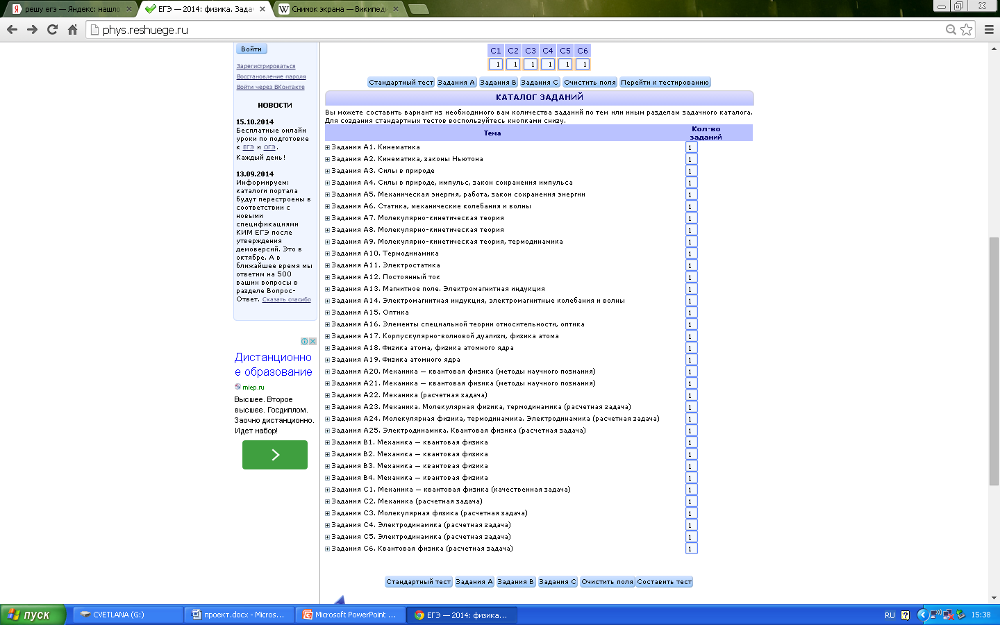 решу егэ — Яндекс: нашло
ЕГЭ — 2014: физика. Зада
Снимок экрана — Википед
phys.reshuege.ru
Войти
Зарегистрироваться
Восстановление пароля
Войти через ВКонтакте
НОВОСТИ
15.10.2014
Бесплатные онлайн
уроки по подготовке
к ЕГЭ и ОГЭ.
Каждый день!
13.09.2014
Информируем:
каталоги портала
будут перестроены в
соответствии с
новыми
спецификациями
КИМ ЕГЭ после
утверждения
демоверсий. Это в
октябре. А в
ближайшее время мы
ответим на 500
ваших вопросы в
разделе Вопрос-
Ответ. Сказать спасибо
Дистанционно
е образование
miep.ru
Высшее. Второе
высшее. Госдиплом.
Заочно дистанционно.
Идет набор!
C1 C2 C3 C4 C5 C6
1 1 1 1 1 1
Стандартный тест Задания А Задания В Задания С Очистить поля Перейти к тестированию
КАТАЛОГ ЗАДАНИЙ
Вы можете составить вариант из необходимого вам количества заданий по тем или иным разделам задачного каталога.
Для создания стандартных тестов воспользуйтесь кнопками снизу.
Тема Кол-во
заданий
Задания А1. Кинематика 1
Задания А2. Кинематика, законы Ньютона 1
Задания А3. Силы в природе 1
Задания А4. Силы в природе, импульс, закон сохранения импульса 1
Задания А5. Механическая энергия, работа, закон сохранения энергии 1
Задания А6. Статика, механические колебания и волны 1
Задания А7. Молекулярно-кинетическая теория 1
Задания А8. Молекулярно-кинетическая теория 1
Задания А9. Молекулярно-кинетическая теория, термодинамика 1
Задания А10. Термодинамика 1
Задания А11. Электростатика 1
Задания А12. Постоянный ток 1
Задания А13. Магнитное поле. Электромагнитная индукция 1
Задания А14. Электромагнитная индукция, электромагнитные колебания и волны 1
Задания А15. Оптика 1
Задания А16. Элементы специальной теории относительности, оптика 1
Задания А17. Корпускулярно-волновой дуализм, физика атома 1
Задания А18. Физика атома, физика атомного ядра 1
Задания А19. Физика атомного ядра 1
Задания А20. Механика — квантовая физика (методы научного познания) 1
Задания А21. Механика — квантовая физика (методы научного познания) 1
Задания А22. Механика (расчетная задача) 1
Задания А23. Механика. Молекулярная физика, термодинамика (расчетная задача) 1
Задания А24. Молекулярная физика, термодинамика. Электродинамика (расчетная задача) 1
Задания А25. Электродинамика. Квантовая физика (расчетная задача) 1
Задания В1. Механика — квантовая физика 1
Задания В2. Механика — квантовая физика 1
Задания В3. Механика — квантовая физика 1
Задания В4. Механика — квантовая физика 1
Задания С1. Механика — квантовая физика (качественная задача) 1
Задания С2. Механика (расчетная задача) 1
Задания С3. Молекулярная физика (расчетная задача) 1
Задания С4. Электродинамика (расчетная задача) 1
Задания С5. Электродинамика (расчетная задача) 1
Задания С6. Квантовая физика (расчетная задача) 1
Стандартный тест Задания А Задания В Задания С Очистить поля Составить тест
пуск CVETLANA (G:) проект.docx - Micros... Microsoft PowerPoint ... ЕГЭ — 2014: физика... RU 15:38